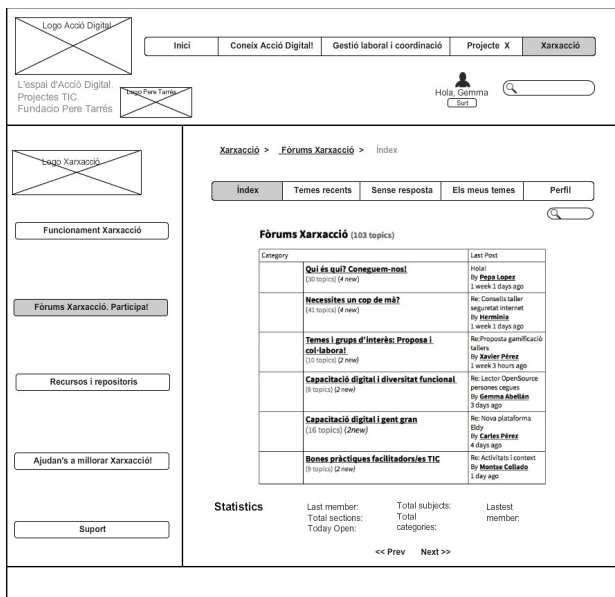 Logo Acció Digital
Inici
Coneix Acció Digital!
Gestió laboral i coordinació
Projecte X
Xarxacció
L'espai d'Acció Digital.
Projectes TIC.
Fundacio Pere Tarrés
Logo Pere Tarrés
Hola, Gemma
Surt
Logo Xarxacció
Funcionament Xarxacció
Fòrums Xarxacció. Participa!
Recursos i repositoris
Ajudan's a millorar Xarxacció!
Suport
Xarxacció > Fòrums Xarxacció > Índex
Índex
Temes recents
Sense resposta
Els meus temes
Perfil
Fòrums Xarxacció (103 topics)
Category
Last Post
Qui és qui? Coneguem-nos!
(30 topics) (4 new)
Hola!
By Pepa Lopez
1 week 1 days ago
Necessites un cop de mà?
(41 topics) (4 new)
Re: Consells taller
seguretat Internet
By Herminia
1 week 1 days ago
Temes i grups d'interès: Proposa i
col·labora!
(10 topics) (2 new)
Re:Proposta gamificació
tallers
By Xavier Pérez
1 week 3 hours ago
Capacitació digital i diversitat funcional
(8 topics) (2 new)
Re: Lector OpenSource
persones cegues
By Gemma Abellán
3 days ago
Capacitació digital i gent gran
(16 topics) (2new)
Re: Nova plataforma
Eldy
By Carles Pérez
4 days ago
Bones pràctiques facilitadors/es TIC
(9 topics) (2 new)
Re: Activitats i context
By Montse Collado
1 day ago
Statistics
Last member:
Total sections:
Today Open:
Total subjects:
Total
categories:
Lastest
member:
<< Prev Next >>